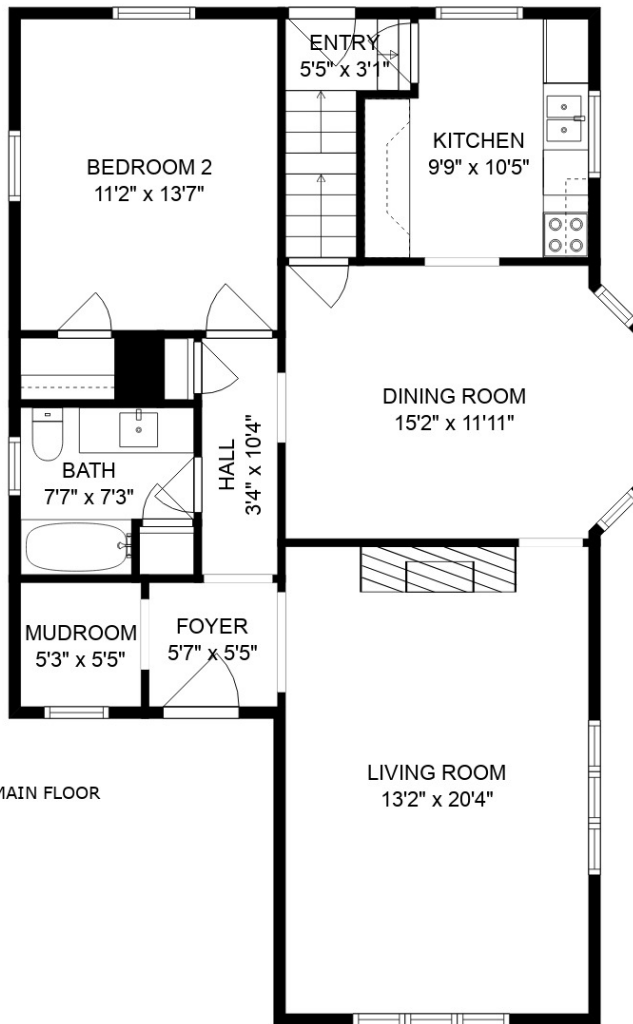 ENTRY
5'5" x 3'1"
KITCHEN
9'9" x 10'5"
BEDROOM 2
11'2" x 13'7"
DINING ROOM
15'2" x 11'11"
HALL
3'4" x 10'4"
BATH
7'7" x 7'3"
MUDROOM
5'3" x 5'5"
FOYER
5'7" x 5'5"
LIVING ROOM
13'2" x 20'4"
MAIN FLOOR